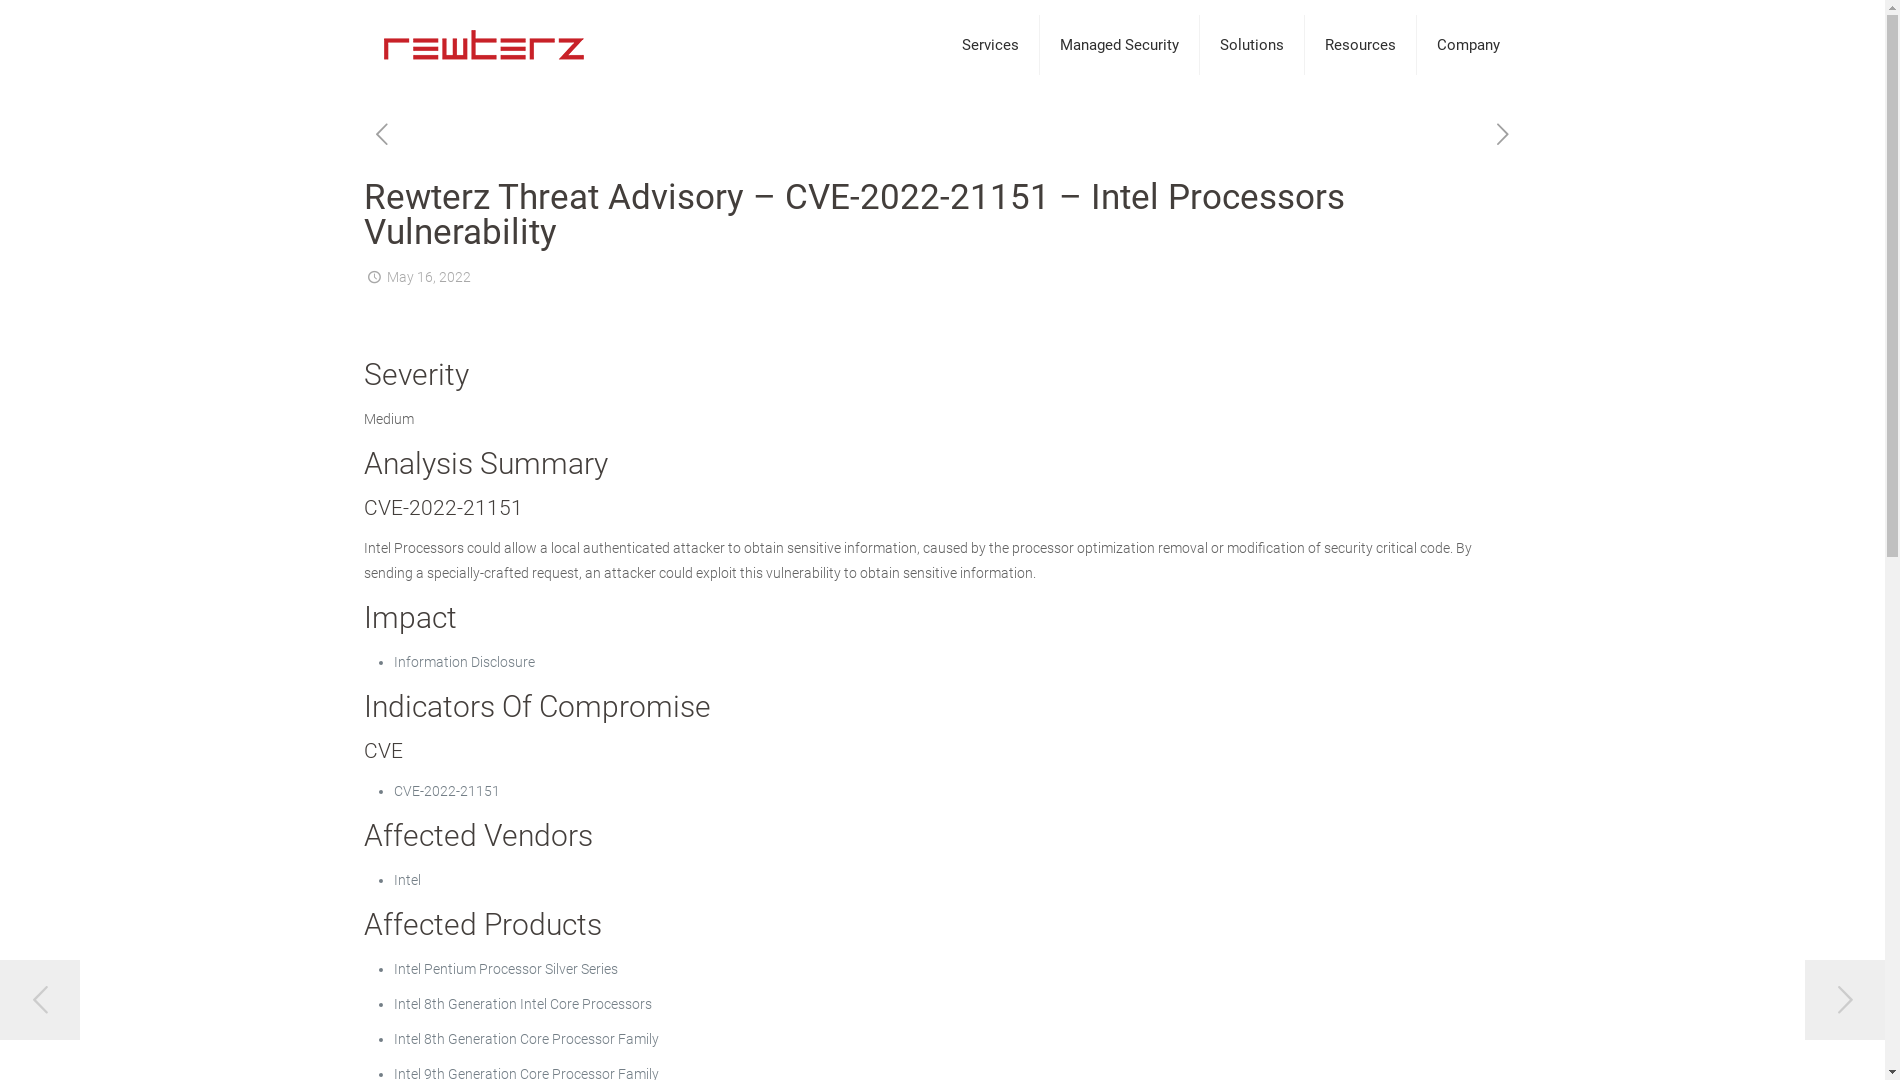 rewterz
Services
Managed Security
Solutions
Resources
Company
Rewterz Threat Advisory – CVE-2022-21151 – Intel Processors
Vulnerability
May 16, 2022
Severity
Medium
Analysis Summary
CVE-2022-21151
Intel Processors could allow a local authenticated attacker to obtain sensitive information, caused by the processor optimization removal or modification of security critical code. By
sending a specially-crafted request, an attacker could exploit this vulnerability to obtain sensitive information.
Impact
Information Disclosure
Indicators Of Compromise
CVE
CVE-2022-21151
Affected Vendors
Intel
Affected Products
Intel Pentium Processor Silver Series
Intel 8th Generation Intel Core Processors
Intel 8th Generation Core Processor Family
Intel 9th Generation Core Processor Family